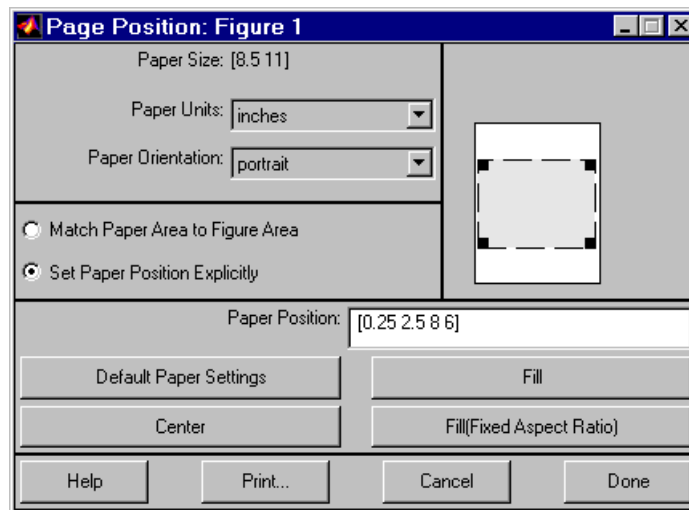 Page Position: Figure 1
Paper Size: [8.5 11]
Paper Units: inches
Paper Orientation: portrait
Match Paper Area to Figure Area
Set Paper Position Explicitly
Paper Position: [0.25 2.5 8 6]
Default Paper Settings Fill
Center Fill(Fixed Aspect Ratio)
Help Print... Cancel Done